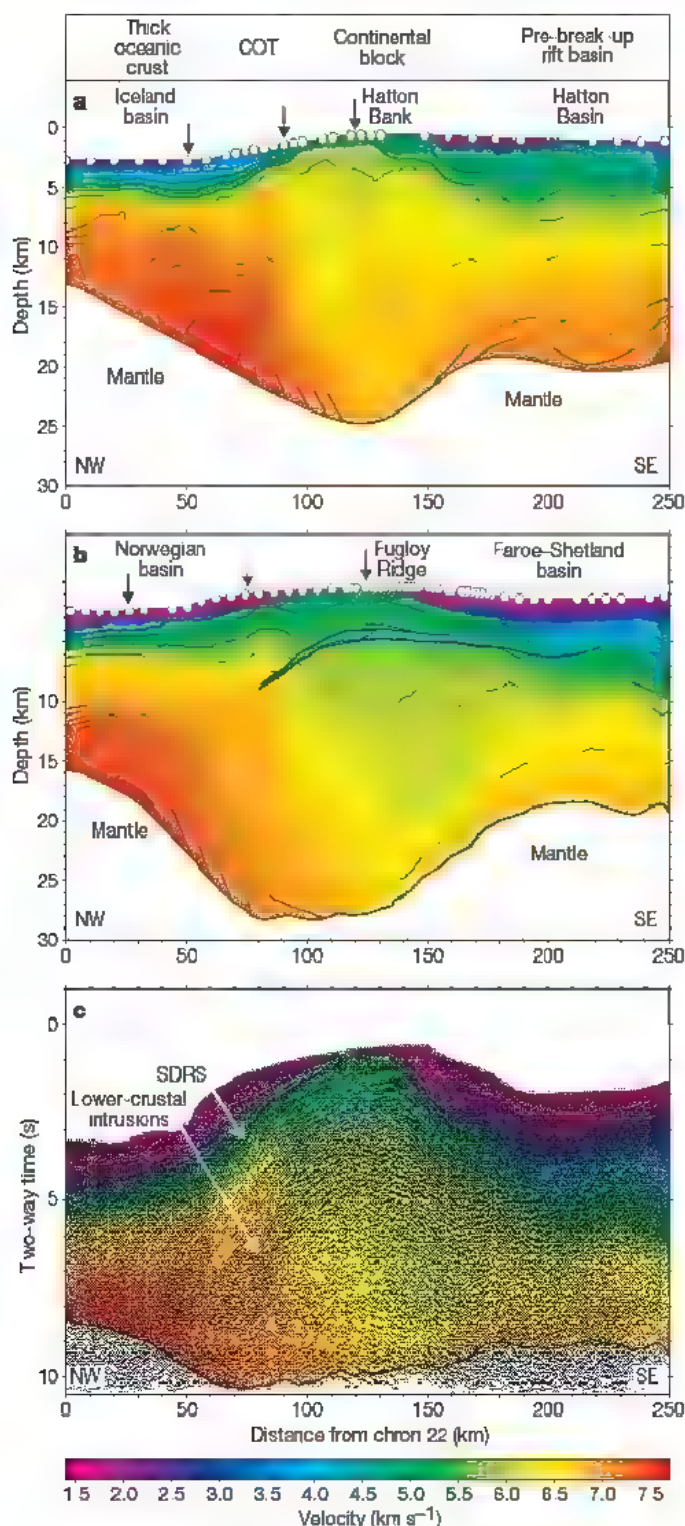 Thick oceanic crust
COT
Continental block
Pre-break-up rift basin
a
Iceland basin
Hatton Bank
Hatton Basin
0
5
10
15
20
25
30
Depth (km)
Mantle
Mantle
NW
SE
0 50 100 150 200 250
b
Norwegian basin
Fugloy Ridge
Faroe–Shetland basin
10
15
20
25
30
Depth (km)
Mantle
Mantle
NW
SE
0 50 100 150 200 250
c
0
5
10
Two-way time (s)
SDRS
Lower-crustal intrusions
NW
SE
0 50 100 150 200 250
Distance from chron 22 (km)
1 5 2.0 2.5 3.0 3.5 4.0 4.5 5.0 5.5 6.0 6.5 7.0 7 5
Velocity (km s⁻¹)